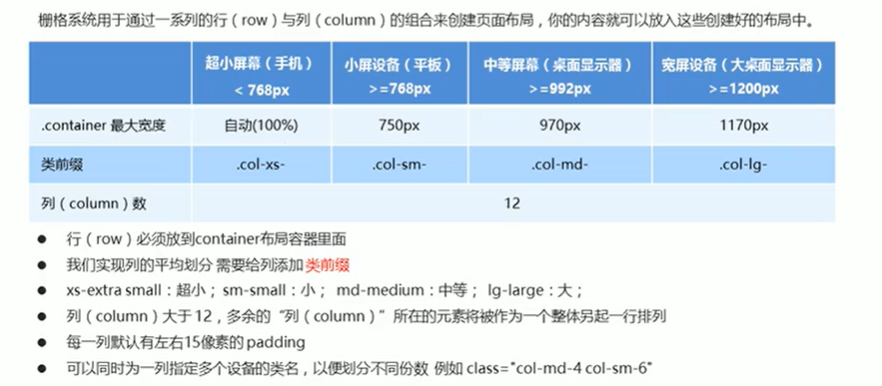 栅格系统用于通过一系列的行（row）与列（column）的组合来创建页面布局，你的内容就可以放入这些创建好的布局中。
超小屏幕（手机） 小屏设备（平板） 中等屏幕（桌面显示器） 宽屏设备（大桌面显示器）
< 768px >=768px >=992px >=1200px
.container 最大宽度 自动(100%) 750px 970px 1170px
类前缀 .col-xs- .col-sm- .col-md- .col-lg-
列（column）数 12
● 行（row）必须放到container布局容器里面
● 我们实现列的平均划分 需要给列添加 类前缀
● xs-extra small：超小； sm-small：小； md-medium：中等； lg-large：大；
● 列（column）大于 12，多余的“列（column）”所在的元素将被作为一个整体另起一行排列
● 每一列默认有左右15像素的 padding
● 可以同时为一列指定多个设备的类名，以便划分不同份数 例如 class="col-md-4 col-sm-6"